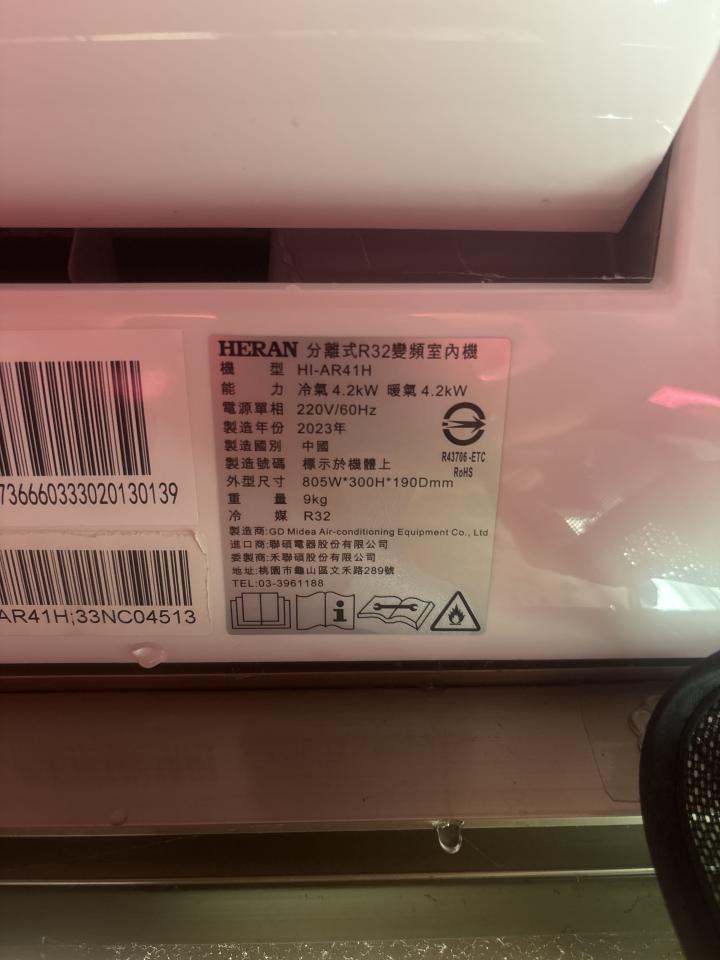 HERAN 分離式R32變頻室內機
機型 HI-AR41H
能力 冷氣 4.2kW 暖氣 4.2kW
電源單相 220V/60Hz
製造年份 2023年
製造國別 中國
製造號碼 標示於機體上
外型尺寸 805W*300H*190Dmm
重量 9kg
冷媒 R32
R43706-ETC
RoHS
製造商:GD Midea Air-conditioning Equipment Co., Ltd
進口商:聯碩電器股份有限公司
委製商:禾聯碩股份有限公司
地址:桃園市龜山區文禾路289號
TEL:03-3961188
736660333020130139
AR41H;33NC04513